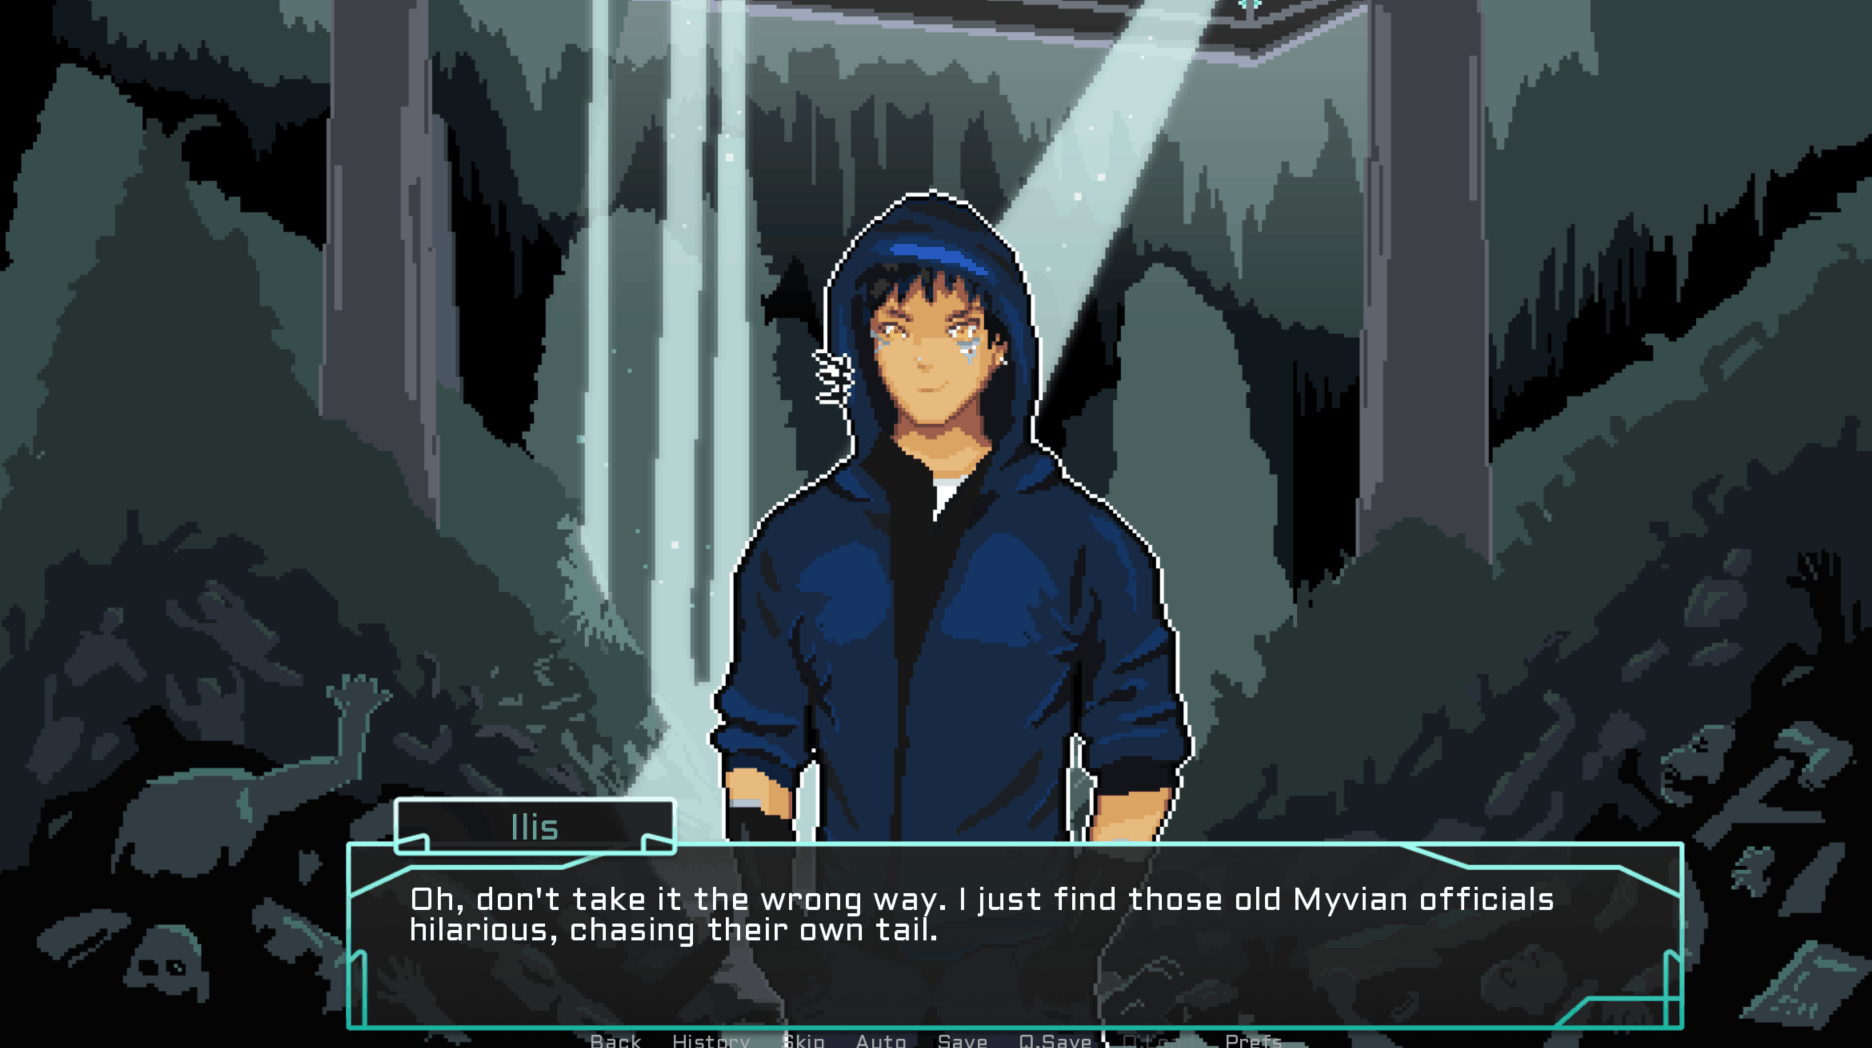 Ilis
Oh, don't take it the wrong way. I just find those old Myvian officials
hilarious, chasing their own tail.
Back History Skip Auto Save Q.Save Q.Load Prefs